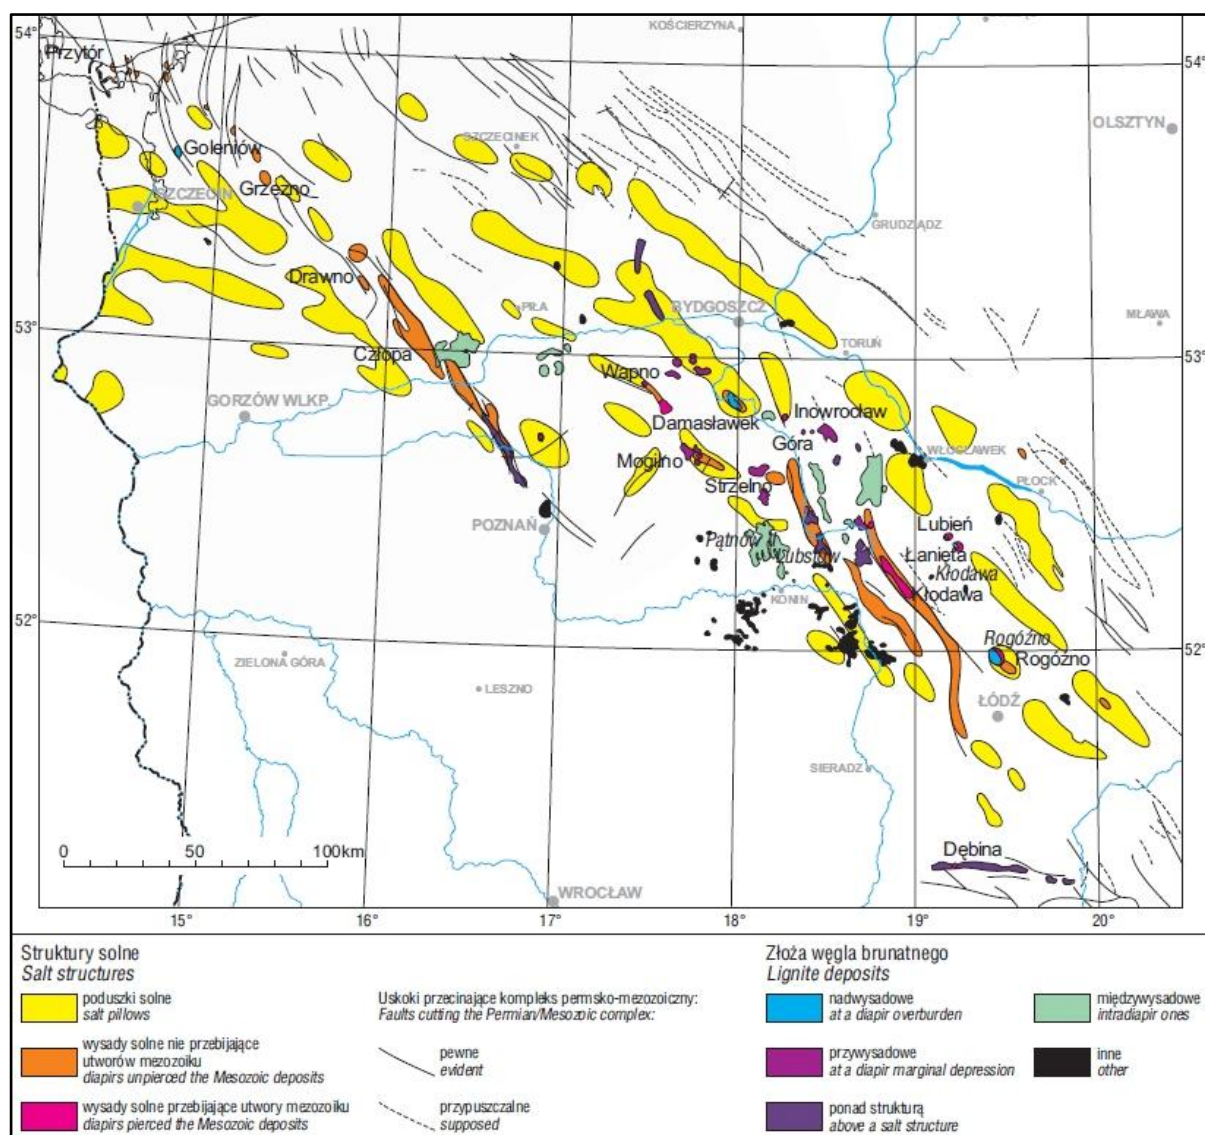 54°
KOŚCIERZYNA
Przytór
54°
SZCZECINEK
OLSZTYN
Goleniów
Grzęzno
SZCZECIN
GRUDZIĄDZ
Drawno
PIŁA
BYDGOSZCZ
MŁAWA
53°
TORUŃ
Człopa
53°
Wapno
GORZÓW WLKP.
Damasławek
Inowrocław
Góra
Mogilno
WŁOCŁAWEK
Strzelno
PŁOCK
POZNAŃ
Lubień
Pątnów II
Lubstów
Łanięta
Kłodawa
Kłodawa
KONIN
52°
Rogóźno
52°
Rogóźno
ZIELONA GÓRA
LESZNO
ŁÓDŹ
SIERADZ
0 50 100km
Dębina
WROCŁAW
15° 16° 17° 18° 19° 20°
Struktury solne
Salt structures
poduszki solne
salt pillows
wysady solne nie przebijające
utworów mezozoiku
diapirs unpierced the Mesozoic deposits
wysady solne przebijające utwory mezozoiku
diapirs pierced the Mesozoic deposits
Uskoki przecinające kompleks permsko-mezozoiczny:
Faults cutting the Permian/Mesozoic complex:
pewne
evident
przypuszczalne
supposed
Złoża węgla brunatnego
Lignite deposits
nadwysadowe
at a diapir overburden
przywysadowe
at a diapir marginal depression
ponad strukturą
above a salt structure
międzywysadowe
intradiapir ones
inne
other